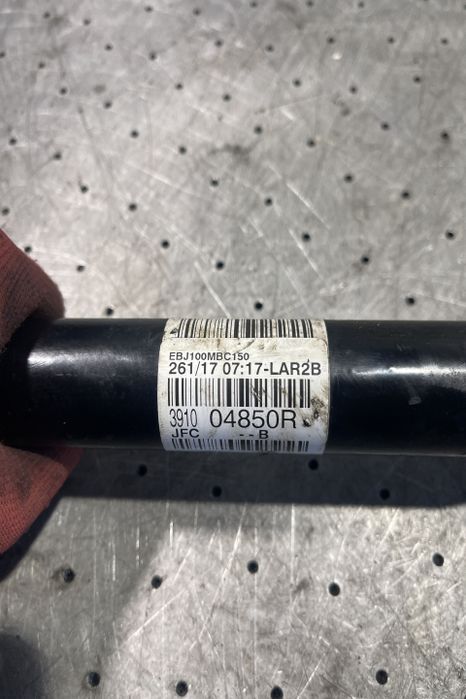 EBJ100MBC150
261/17 07:17-LAR2B
3910 04850R
JFC --B